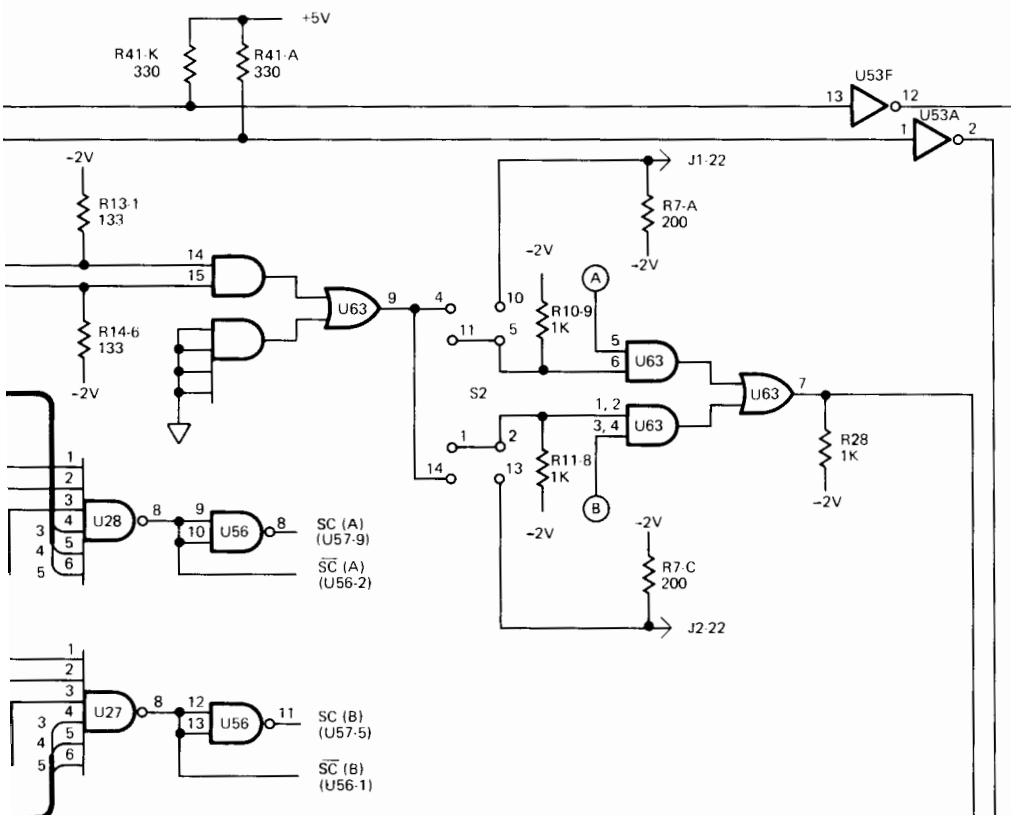 +5V
R41-K
330
R41-A
330
U53F
13
12
U53A
1
2
-2V
J1-22
R13-1
133
R7-A
200
-2V
-2V
A
14
15
U63
9
4
10
R10-9
1K
11
5
5
6
U63
R14-6
133
-2V
S2
U63
7
1, 2
3, 4
U63
1
2
R11-8
1K
14
13
R28
1K
-2V
B
-2V
-2V
1
2
3
4
5
6
3
4
5
U28
8
9
10
U56
8
SC (A)
(U57-9)
S̅C̅ (A)
(U56-2)
R7-C
200
J2-22
1
2
3
4
5
6
3
4
5
U27
8
12
13
U56
11
SC (B)
(U57-5)
S̅C̅ (B)
(U56-1)